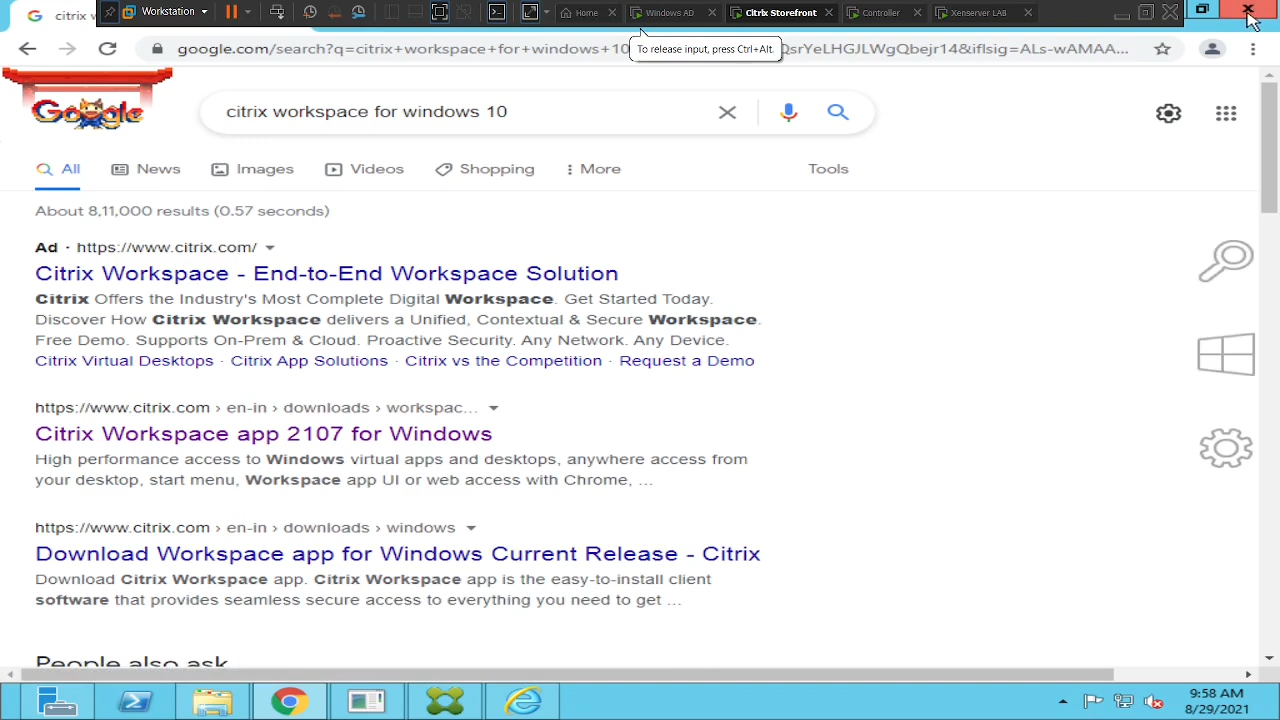 citrix w
Workstation
Home
Windows AD
Citrix Storefront
Controller
Xenserver LAB
google.com/search?q=citrix+workspace+for+windows+10
QsrYeLHGJLWgQbejr14&iflsig=ALs-wAMAA...
To release input, press Ctrl+Alt.
Google
citrix workspace for windows 10
All
News
Images
Videos
Shopping
More
Tools
About 8,11,000 results (0.57 seconds)
Ad · https://www.citrix.com/
Citrix Workspace - End-to-End Workspace Solution
Citrix Offers the Industry's Most Complete Digital Workspace. Get Started Today.
Discover How Citrix Workspace delivers a Unified, Contextual & Secure Workspace.
Free Demo. Supports On-Prem & Cloud. Proactive Security. Any Network. Any Device.
Citrix Virtual Desktops · Citrix App Solutions · Citrix vs the Competition · Request a Demo
https://www.citrix.com › en-in › downloads › workspac...
Citrix Workspace app 2107 for Windows
High performance access to Windows virtual apps and desktops, anywhere access from
your desktop, start menu, Workspace app UI or web access with Chrome, ...
https://www.citrix.com › en-in › downloads › windows
Download Workspace app for Windows Current Release - Citrix
Download Citrix Workspace app. Citrix Workspace app is the easy-to-install client
software that provides seamless secure access to everything you need to get ...
People also ask
9:58 AM
8/29/2021